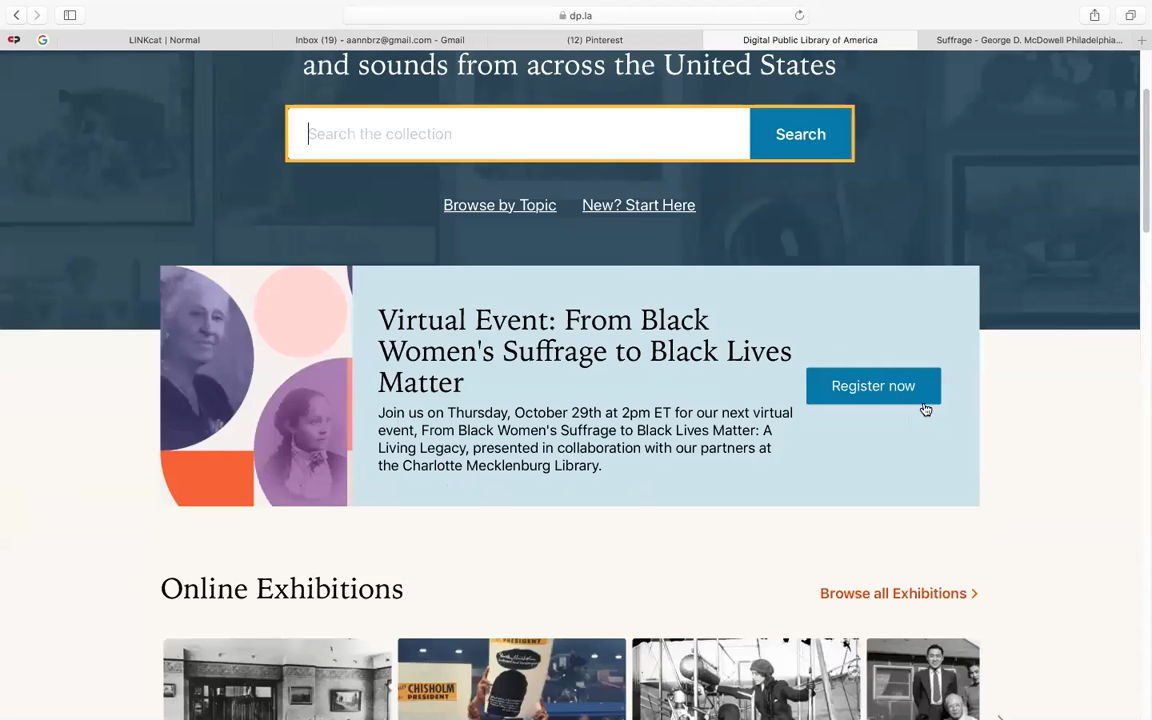 dp.la
LINKcat | Normal
Inbox (19) - aannbrz@gmail.com - Gmail
(12) Pinterest
Digital Public Library of America
Suffrage - George D. McDowell Philadelphia...
and sounds from across the United States
Search the collection
Search
Browse by Topic
New? Start Here
Virtual Event: From Black
Women's Suffrage to Black Lives
Matter
Join us on Thursday, October 29th at 2pm ET for our next virtual
event, From Black Women's Suffrage to Black Lives Matter: A
Living Legacy, presented in collaboration with our partners at
the Charlotte Mecklenburg Library.
Register now
Online Exhibitions
Browse all Exhibitions >
CHISHOLM
PRESIDENT